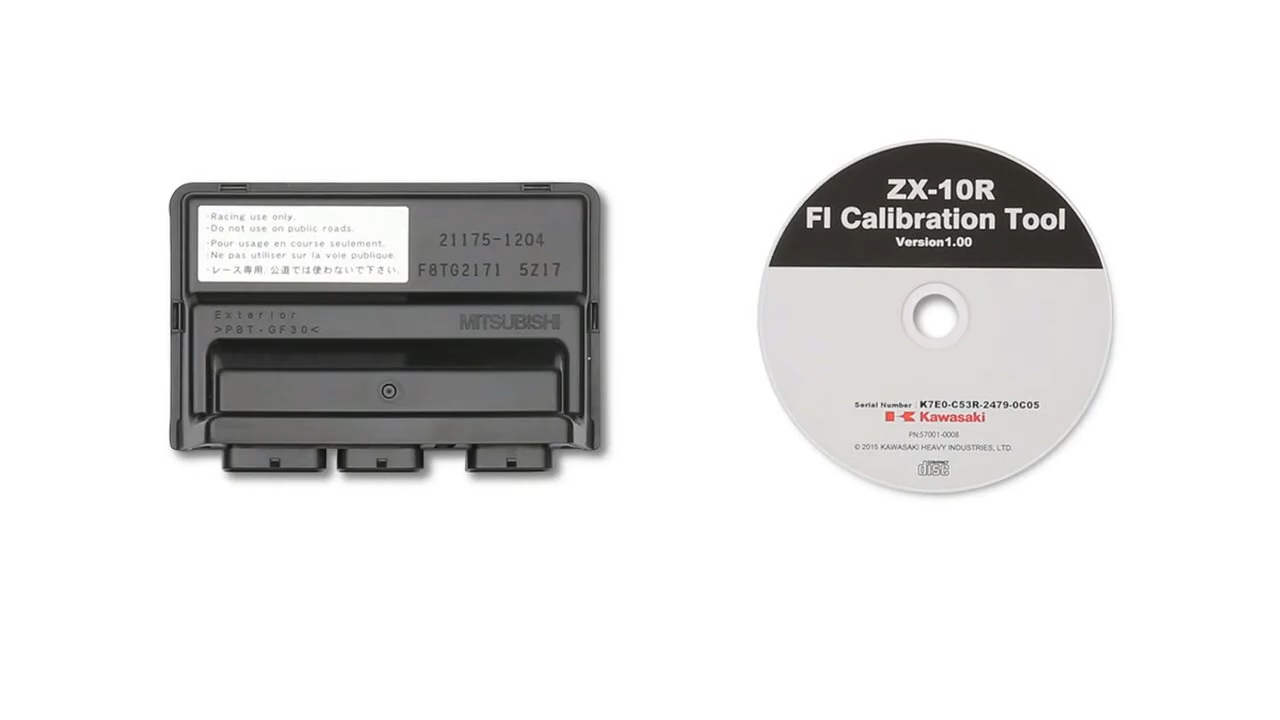 ·Racing use only.
·Do not use on public roads.
·Pour usage en course seulement.
·Ne pas utiliser sur la voie publique.
·レース専用. 公道では使わないで下さい.
21175-1204
F8TG2171 5Z17
Exterior
>PBT-GF30<
MITSUBISHI
ZX-10R
FI Calibration Tool
Version1.00
Serial Number : K7E0-C53R-2479-0C05
Kawasaki
PN:57001-0008
© 2015 KAWASAKI HEAVY INDUSTRIES, LTD.
disc